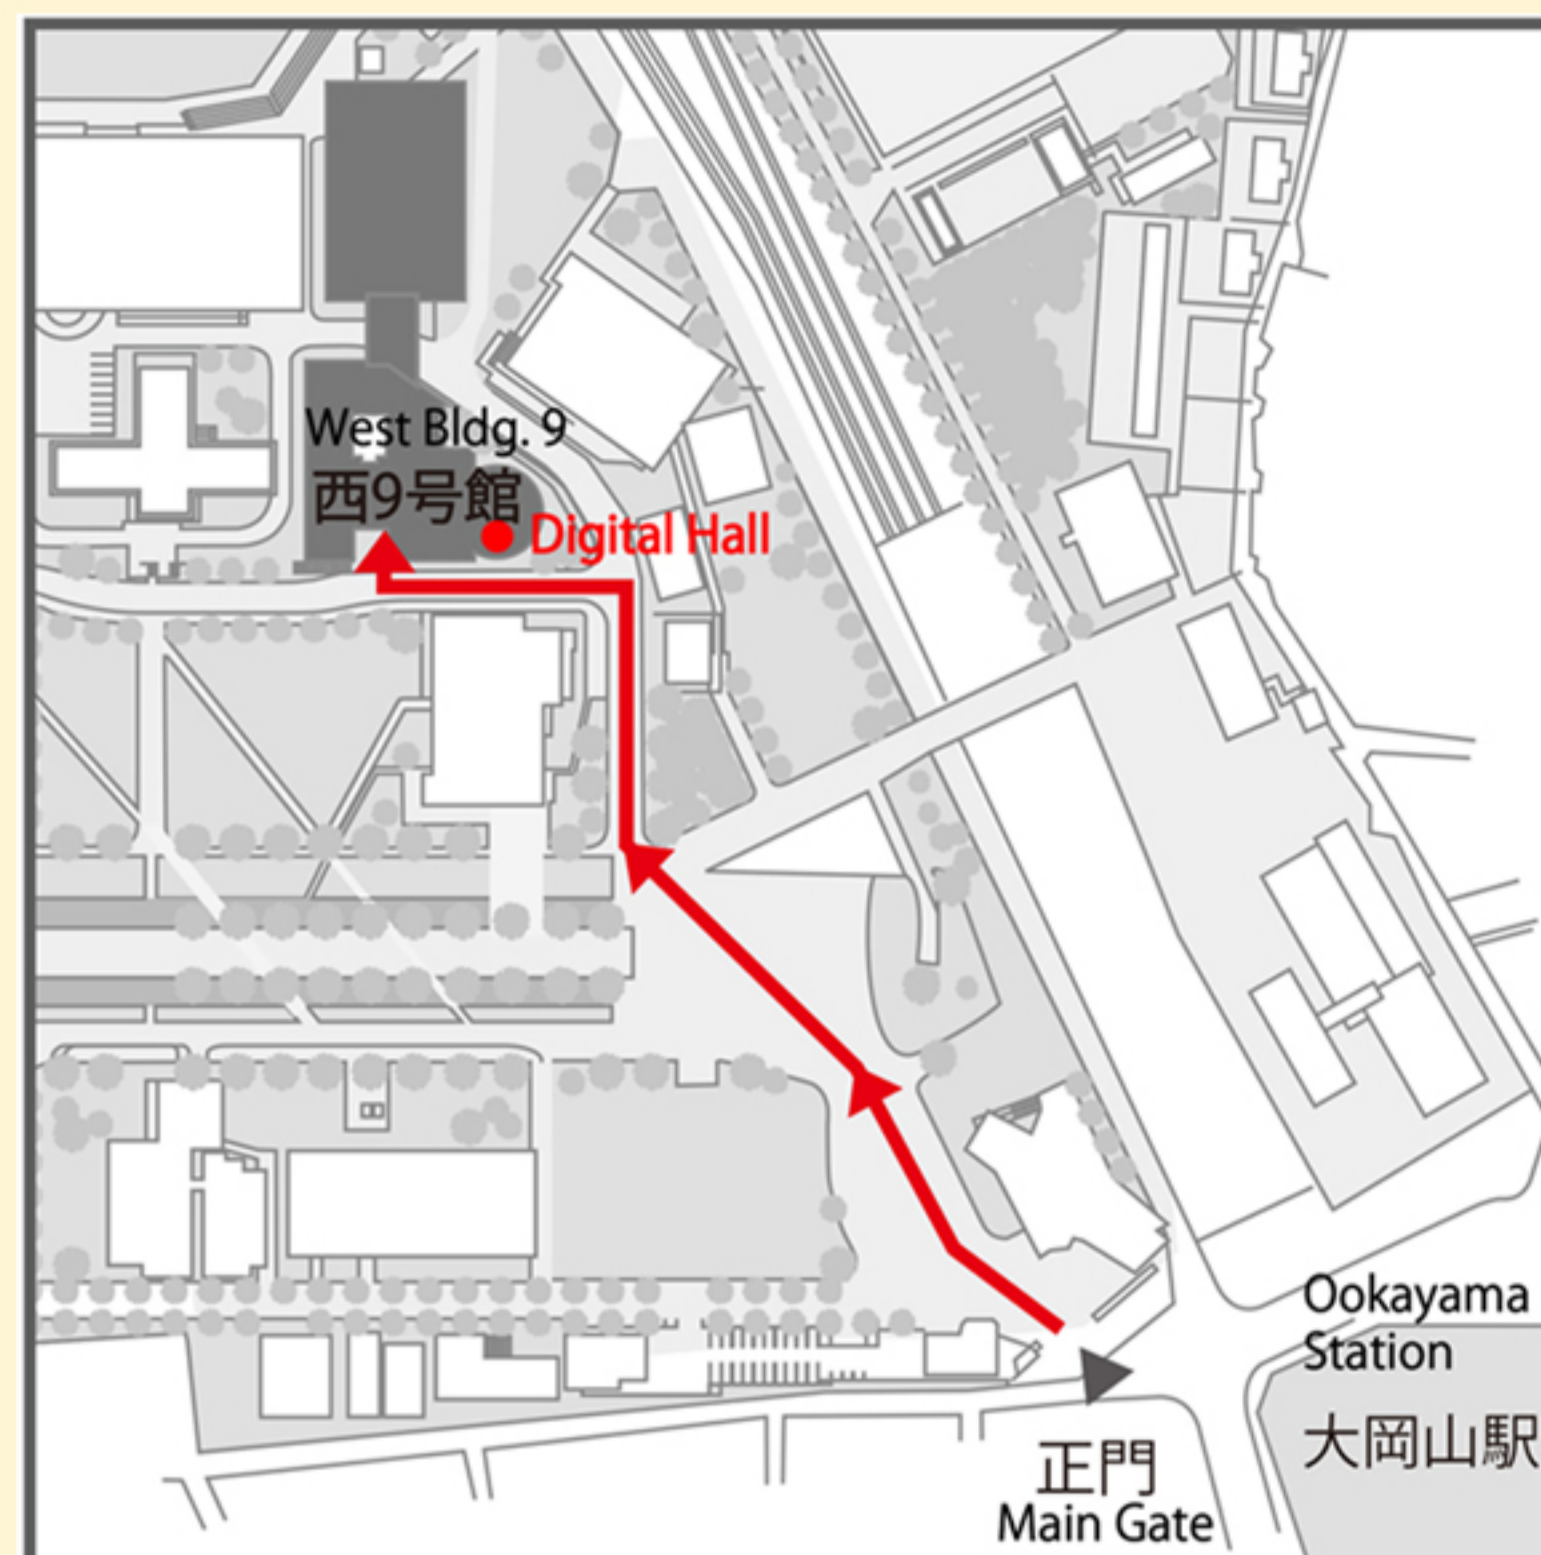 West Bldg. 9
西9号館
Digital Hall
Ookayama
Station
大岡山駅
正門
Main Gate